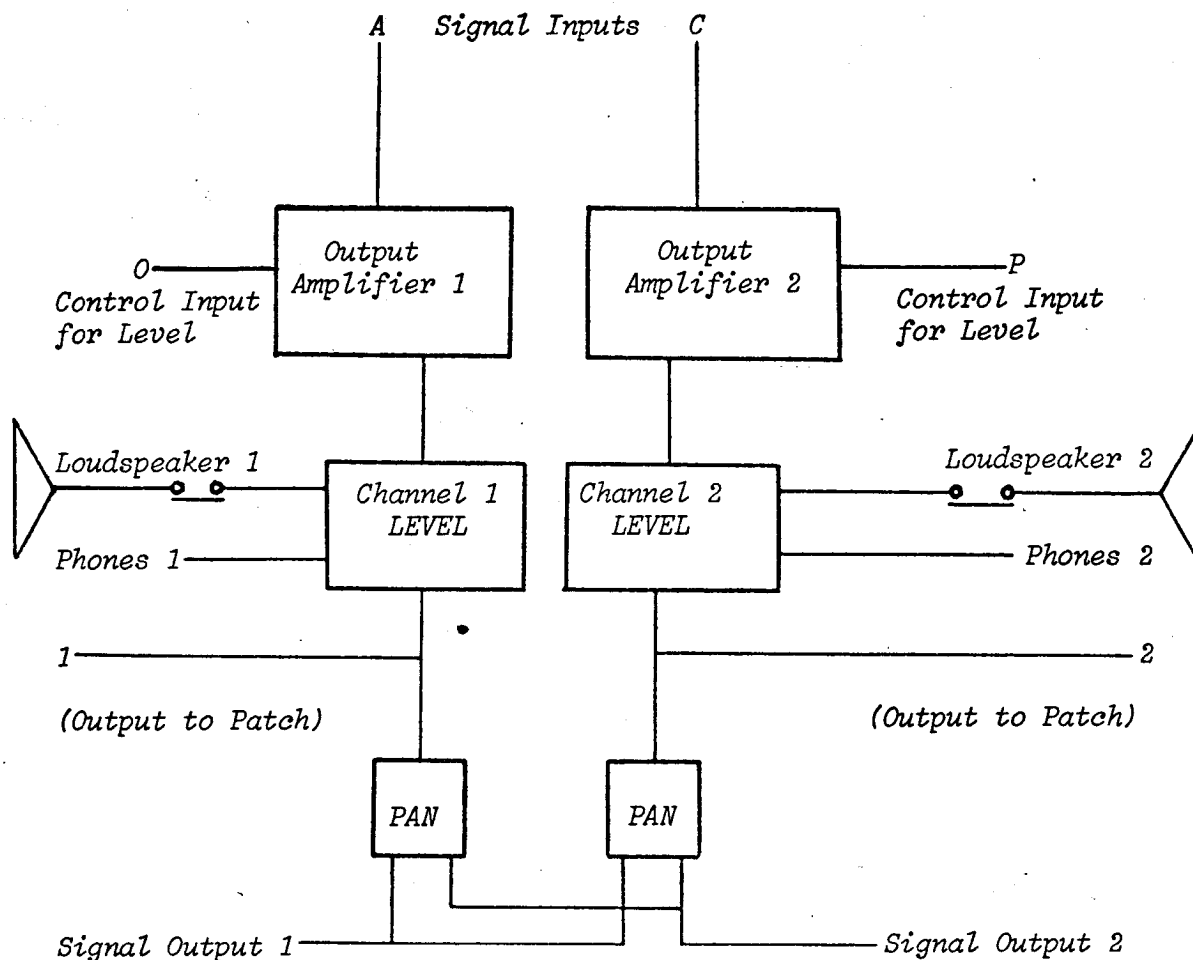 A Signal Inputs C
Output
Amplifier 1
Output
Amplifier 2
O
Control Input
for Level
P
Control Input
for Level
Loudspeaker 1
Channel 1
LEVEL
Channel 2
LEVEL
Loudspeaker 2
Phones 1
Phones 2
1
2
(Output to Patch)
(Output to Patch)
PAN
PAN
Signal Output 1
Signal Output 2